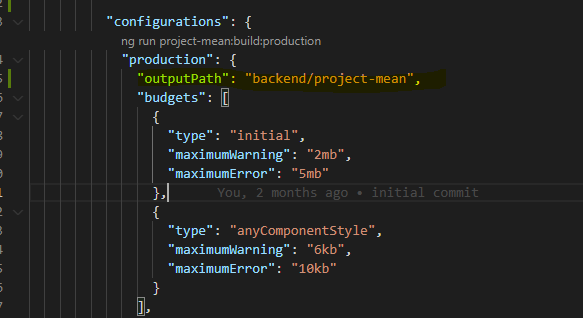 "configurations": {
ng run project-mean:build:production
"production": {
"outputPath": "backend/project-mean",
"budgets": [
{
"type": "initial",
"maximumWarning": "2mb",
"maximumError": "5mb"
}, You, 2 months ago • initial commit
{
"type": "anyComponentStyle",
"maximumWarning": "6kb",
"maximumError": "10kb"
}
],